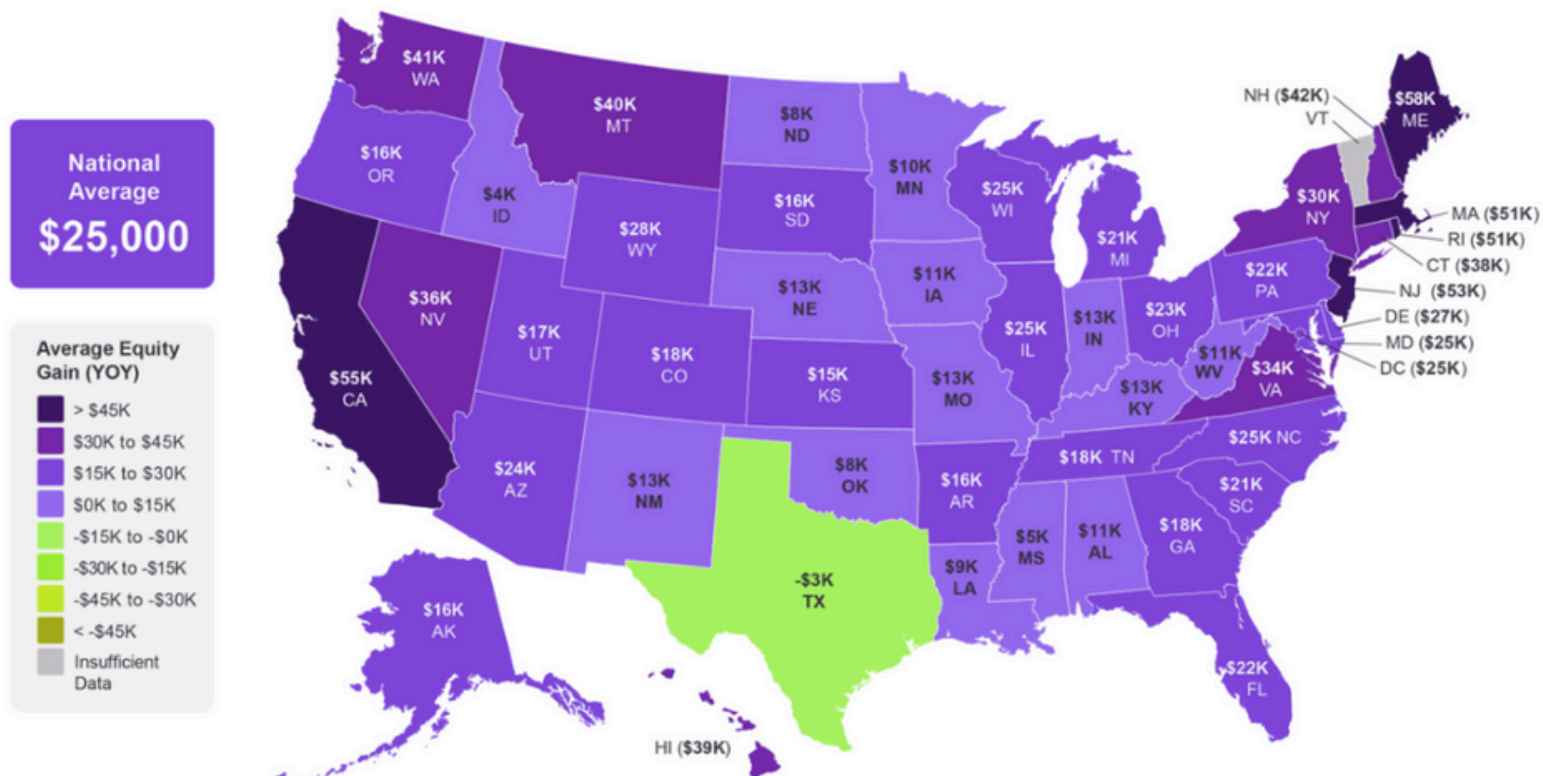 National
Average
$25,000
Average Equity
Gain (YOY)
> $45K
$30K to $45K
$15K to $30K
$0K to $15K
-$15K to -$0K
-$30K to -$15K
-$45K to -$30K
< -$45K
Insufficient
Data
$41K
WA
$16K
OR
$4K
ID
$40K
MT
$8K
ND
$10K
MN
$16K
SD
$28K
WY
$25K
WI
$21K
MI
$36K
NV
$55K
CA
$17K
UT
$18K
CO
$13K
NE
$11K
IA
$15K
KS
$13K
MO
$25K
IL
$13K
IN
$23K
OH
$22K
PA
$30K
NY
NH ($42K)
VT
$58K
ME
MA ($51K)
RI ($51K)
CT ($38K)
NJ ($53K)
DE ($27K)
MD ($25K)
DC ($25K)
$11K
WV
$34K
VA
$13K
KY
$25K NC
$18K TN
$21K
SC
$24K
AZ
$13K
NM
$8K
OK
$16K
AR
$5K
MS
$11K
AL
$18K
GA
$9K
LA
-$3K
TX
$22K
FL
$16K
AK
HI ($39K)